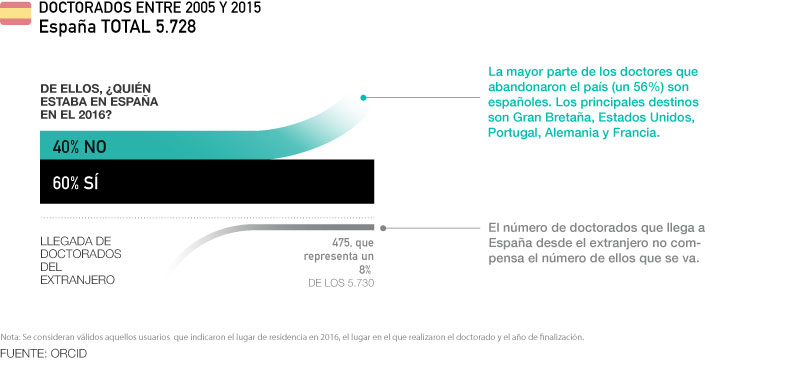 DOCTORADOS ENTRE 2005 Y 2015
España TOTAL 5.728
DE ELLOS, ¿QUIÉN
ESTABA EN ESPAÑA
EN EL 2016?
40% NO
60% SÍ
La mayor parte de los doctores que
abandonaron el país (un 56%) son
españoles. Los principales destinos
son Gran Bretaña, Estados Unidos,
Portugal, Alemania y Francia.
LLEGADA DE
DOCTORADOS
DEL
EXTRANJERO
475, que
representa un
8%
DE LOS 5.730
El número de doctorados que llega a
España desde el extranjero no com-
pensa el número de ellos que se va.
Nota: Se consideran válidos aquellos usuarios que indicaron el lugar de residencia en 2016, el lugar en el que realizaron el doctorado y el año de finalización.
FUENTE: ORCID